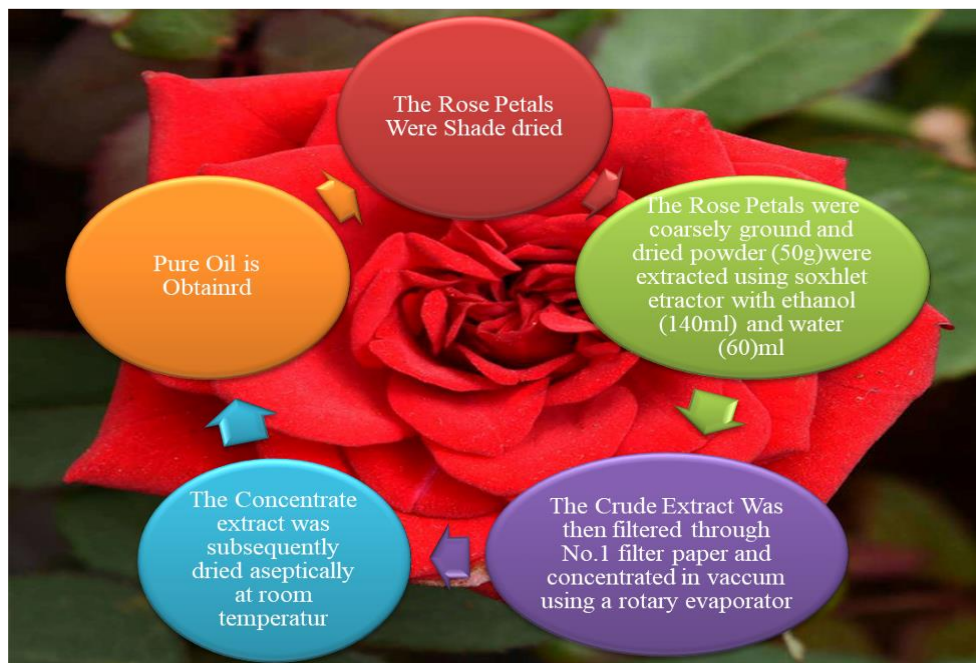 The Rose Petals
Were Shade dried
The Rose Petals were
coarsely ground and
dried powder (50g)were
extracted using soxhlet
etractor with ethanol
(140ml) and water
(60)ml
The Crude Extract Was
then filtered through
No.1 filter paper and
concentrated in vaccum
using a rotary evaporator
The Concentrate
extract was
subsequently
dried aseptically
at room
temperatur
Pure Oil is
Obtainrd